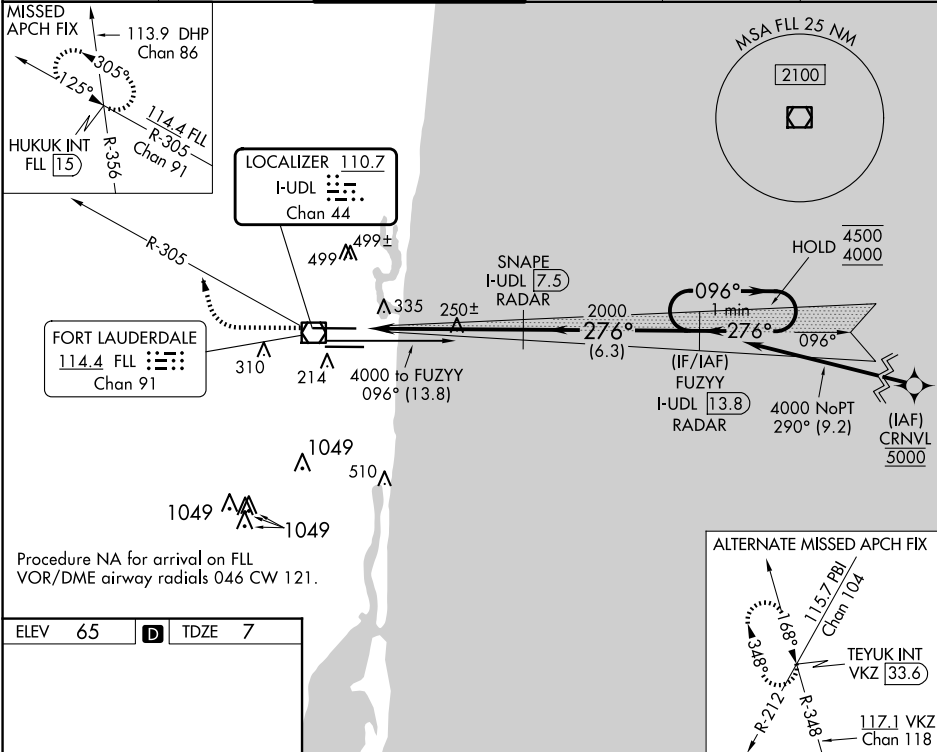 MISSED
APCH FIX
113.9 DHP
Chan 86
305°
125°
114.4 FLL
R-305
Chan 91
HUKUK INT
FLL 15
R-356
MSA FLL 25 NM
2100
LOCALIZER 110.7
I-UDL
Chan 44
R-305
499
499±
335
250±
SNAPE
I-UDL 7.5
RADAR
HOLD
4500
4000
096°
1 min
2000
276°
(6.3)
276°
096°
FORT LAUDERDALE
114.4 FLL
Chan 91
310
214
4000 to FUZYY
096° (13.8)
(IF/IAF)
FUZYY
I-UDL 13.8
RADAR
4000 NoPT
290° (9.2)
(IAF)
CRNVL
5000
1049
510
1049
1049
Procedure NA for arrival on FLL
VOR/DME airway radials 046 CW 121.
ELEV 65 D TDZE 7
ALTERNATE MISSED APCH FIX
115.7 PBI
Chan 104
168°
348°
TEYUK INT
VKZ 33.6
R-212
R-348
117.1 VKZ
Chan 118